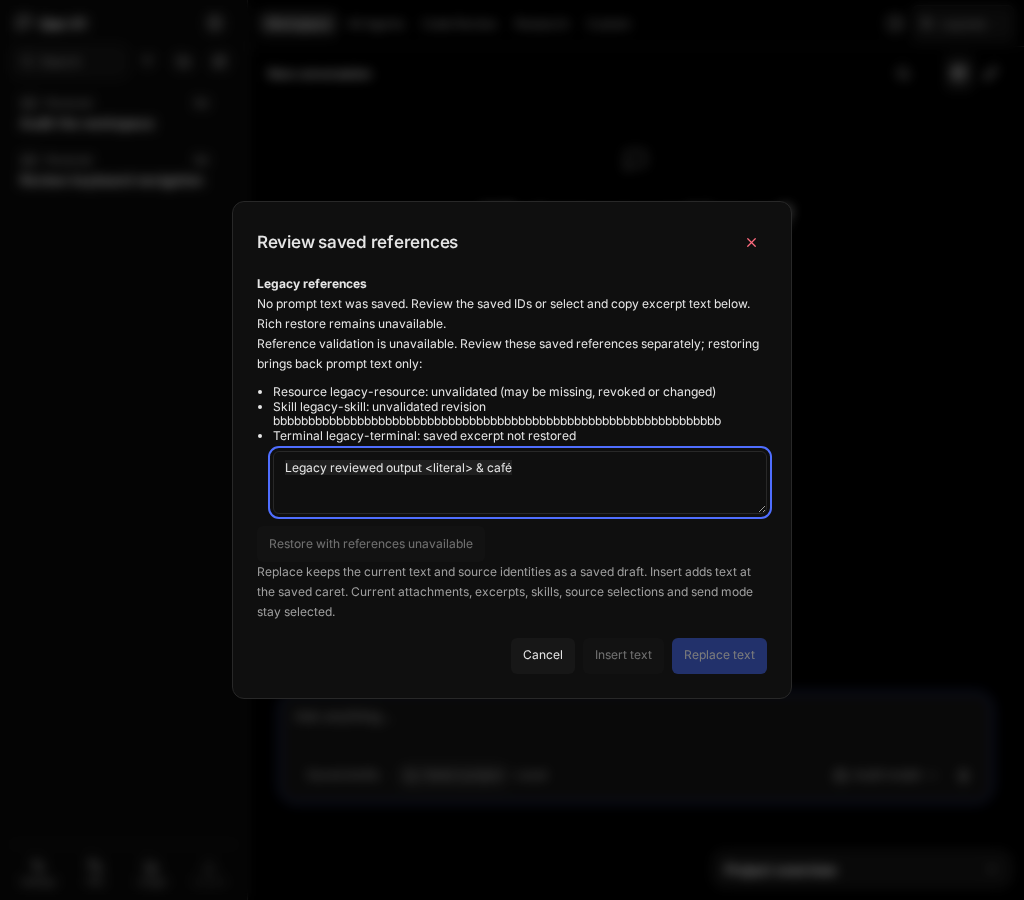 Review saved references
Legacy references
No prompt text was saved. Review the saved IDs or select and copy excerpt text below.
Rich restore remains unavailable.
Reference validation is unavailable. Review these saved references separately; restoring
brings back prompt text only:
• Resource legacy-resource: unvalidated (may be missing, revoked or changed)
• Skill legacy-skill: unvalidated revision
bbbbbbbbbbbbbbbbbbbbbbbbbbbbbbbbbbbbbbbbbbbbbbbbbbbbbbbbbbbbbbbb
• Terminal legacy-terminal: saved excerpt not restored
Legacy reviewed output <literal> & café
Restore with references unavailable
Replace keeps the current text and source identities as a saved draft. Insert adds text at
the saved caret. Current attachments, excerpts, skills, source selections and send mode
stay selected.
Cancel
Insert text
Replace text